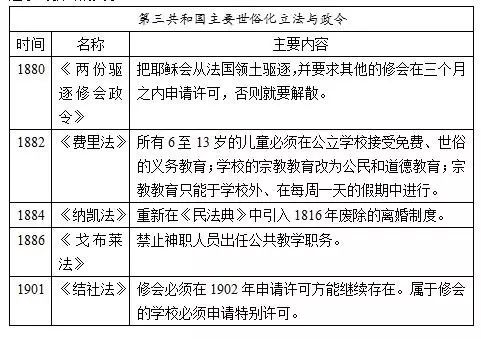 第三共和国主要世俗化立法与政令
时间 名称 主要内容
1880 《两份驱 把耶稣会从法国领土驱逐，并要求其他的修会在三个月
逐修会政 之内申请许可，否则就要解散。
令》
1882 《费里法》 所有 6 至 13 岁的儿童必须在公立学校接受免费、世俗
的义务教育；学校的宗教教育改为公民和道德教育；宗
教教育只能于学校外、在每周一天的假期中进行。
1884 《纳凯法》 重新在《民法典》中引入 1816 年废除的离婚制度。
1886 《戈布莱 禁止神职人员出任公共教学职务。
法》
1901 《结社法》 修会必须在 1902 年申请许可方能继续存在。属于修会
的学校必须申请特别许可。